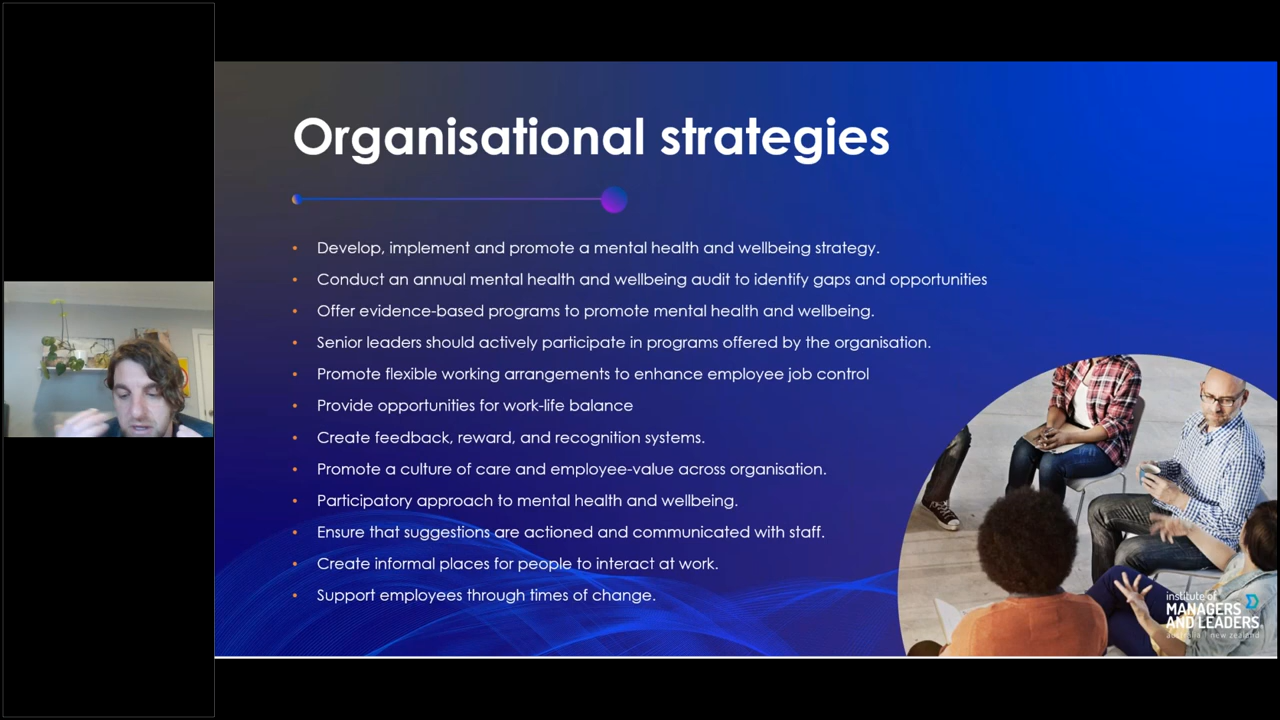 Organisational strategies
• Develop, implement and promote a mental health and wellbeing strategy.
• Conduct an annual mental health and wellbeing audit to identify gaps and opportunities
• Offer evidence-based programs to promote mental health and wellbeing.
• Senior leaders should actively participate in programs offered by the organisation.
• Promote flexible working arrangements to enhance employee job control
• Provide opportunities for work-life balance
• Create feedback, reward, and recognition systems.
• Promote a culture of care and employee-value across organisation.
• Participatory approach to mental health and wellbeing.
• Ensure that suggestions are actioned and communicated with staff.
• Create informal places for people to interact at work.
• Support employees through times of change.
institute of
MANAGERS
AND LEADERS
australia | new zealand